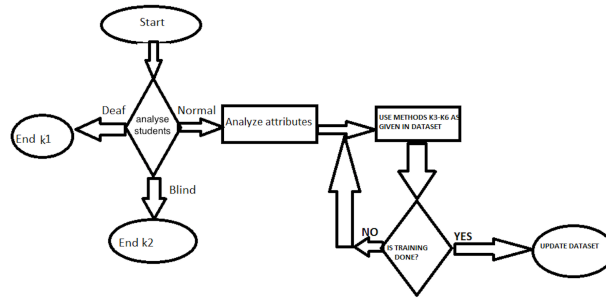 Start
Deaf
analyse
students
Normal
Analyze attributes
USE METHODS K3-K6 AS
GIVEN IN DATASET
End k1
Blind
End k2
NO
IS TRAINING
DONE?
YES
UPDATE DATASET